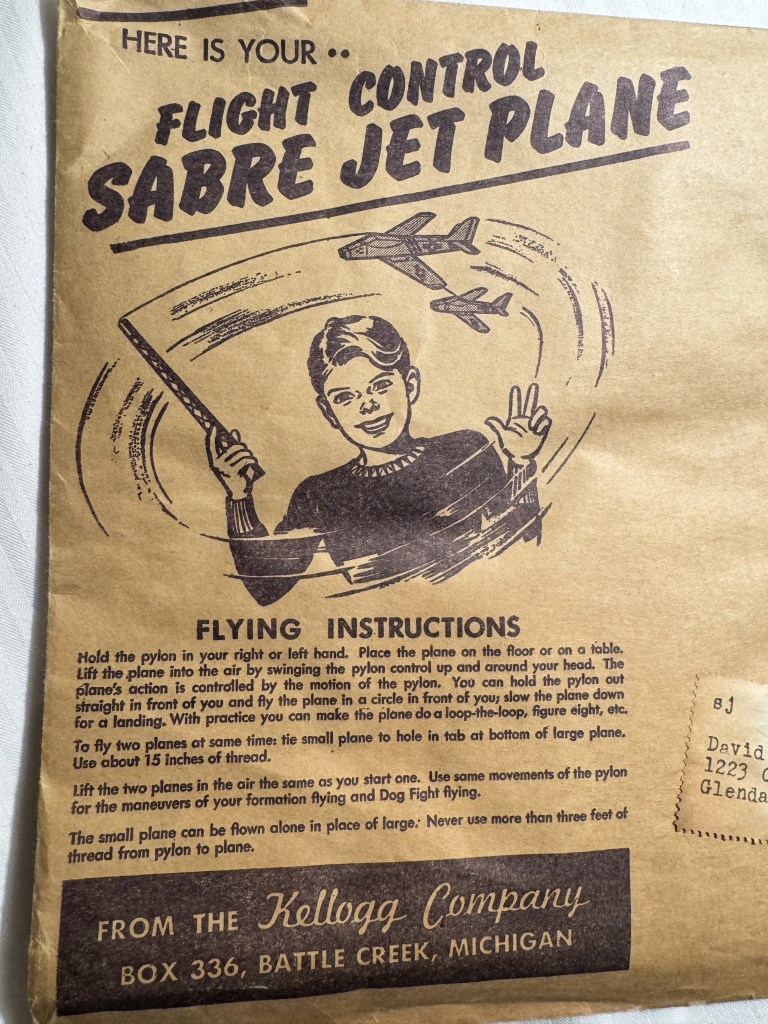 HERE IS YOUR ••
FLIGHT CONTROL
SABRE JET PLANE
FLYING INSTRUCTIONS
Hold the pylon in your right or left hand. Place the plane on the floor or on a table.
Lift the plane into the air by swinging the pylon control up and around your head. The
plane's action is controlled by the motion of the pylon. You can hold the pylon out
straight in front of you and fly the plane in a circle in front of you; slow the plane down
for a landing. With practice you can make the plane do a loop-the-loop, figure eight, etc.
To fly two planes at same time: tie small plane to hole in tab at bottom of large plane.
Use about 15 inches of thread.
Lift the two planes in the air the same as you start one. Use same movements of the pylon
for the maneuvers of your formation flying and Dog Fight flying.
The small plane can be flown alone in place of large. Never use more than three feet of
thread from pylon to plane.
FROM THE Kellogg Company
BOX 336, BATTLE CREEK, MICHIGAN
sj
David
1223
Glenda